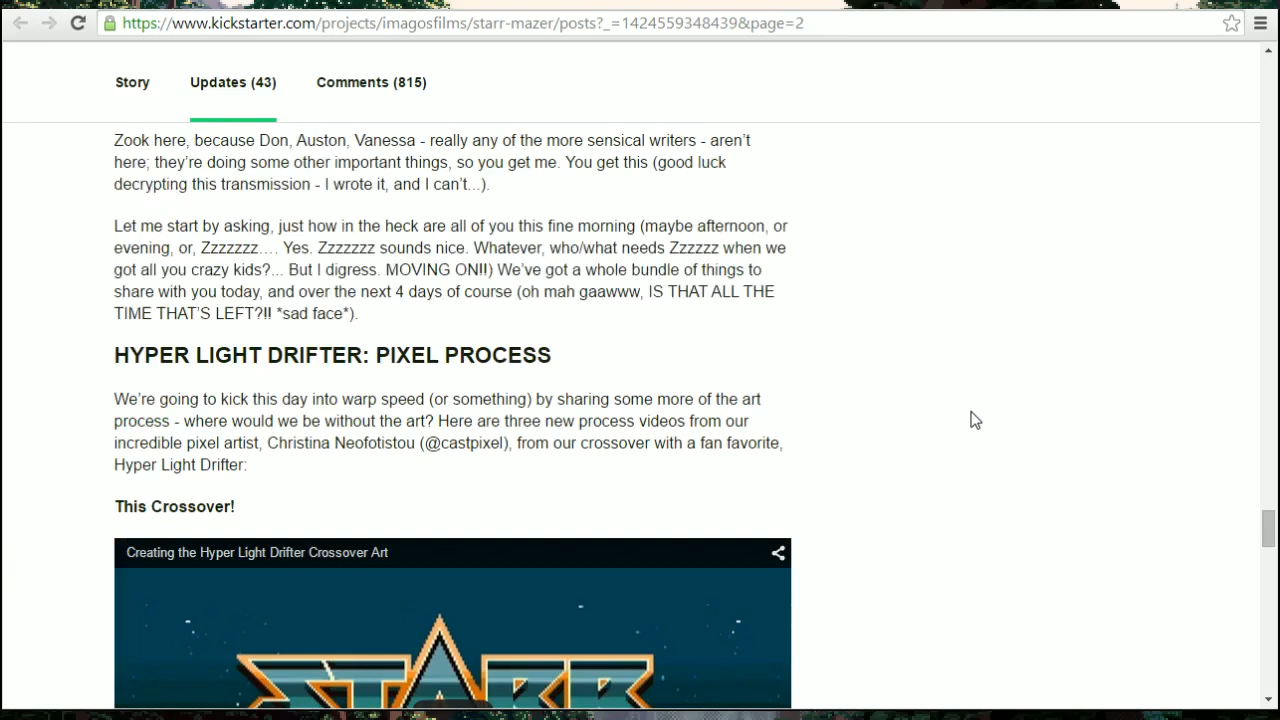 https://www.kickstarter.com/projects/imagosfilms/starr-mazer/posts?_=1424559348439&page=2
Story Updates (43) Comments (815)
Zook here, because Don, Auston, Vanessa - really any of the more sensical writers - aren’t
here; they’re doing some other important things, so you get me. You get this (good luck
decrypting this transmission - I wrote it, and I can’t...).
Let me start by asking, just how in the heck are all of you this fine morning (maybe afternoon, or
evening, or, Zzzzzzz…. Yes. Zzzzzzz sounds nice. Whatever, who/what needs Zzzzzz when we
got all you crazy kids?... But I digress. MOVING ON!!) We’ve got a whole bundle of things to
share with you today, and over the next 4 days of course (oh mah gaawww, IS THAT ALL THE
TIME THAT’S LEFT?!! *sad face*).
HYPER LIGHT DRIFTER: PIXEL PROCESS
We’re going to kick this day into warp speed (or something) by sharing some more of the art
process - where would we be without the art? Here are three new process videos from our
incredible pixel artist, Christina Neofotistou (@castpixel), from our crossover with a fan favorite,
Hyper Light Drifter:
This Crossover!
Creating the Hyper Light Drifter Crossover Art
STARR